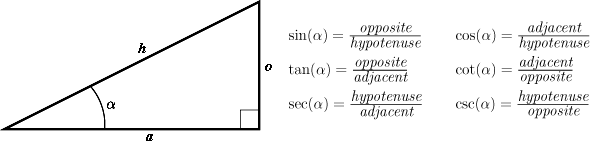 h
sin(α) = opposite/hypotenuse cos(α) = adjacent/hypotenuse
o
tan(α) = opposite/adjacent cot(α) = adjacent/opposite
α
sec(α) = hypotenuse/adjacent csc(α) = hypotenuse/opposite
a